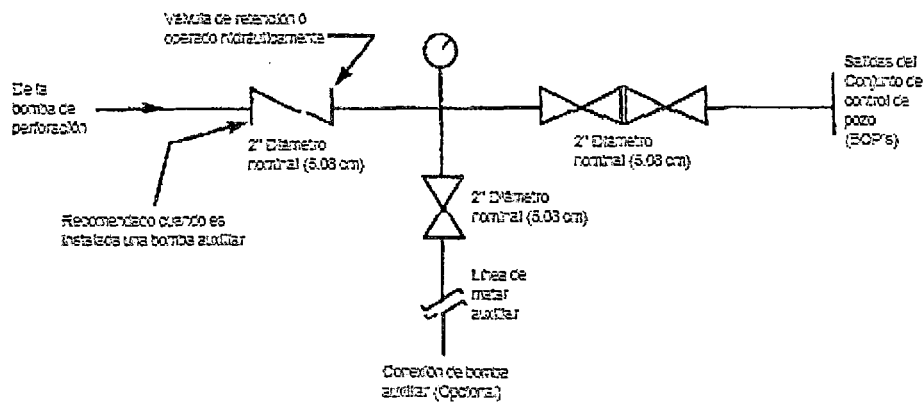 Válvula de retención o
operado hidráulicamente
De la
bomba de
perforación
2" Diámetro
nominal (5.08 cm)
Recomendado cuando es
instalada una bomba auxiliar
2" Diámetro
nominal (5.08 cm)
2" Diámetro
nominal (5.08 cm)
Salidas del
Conjunto de
control de
pozo
(BOP's)
Línea de
matar
auxiliar
Conexión de bomba
auxiliar (Opcional)